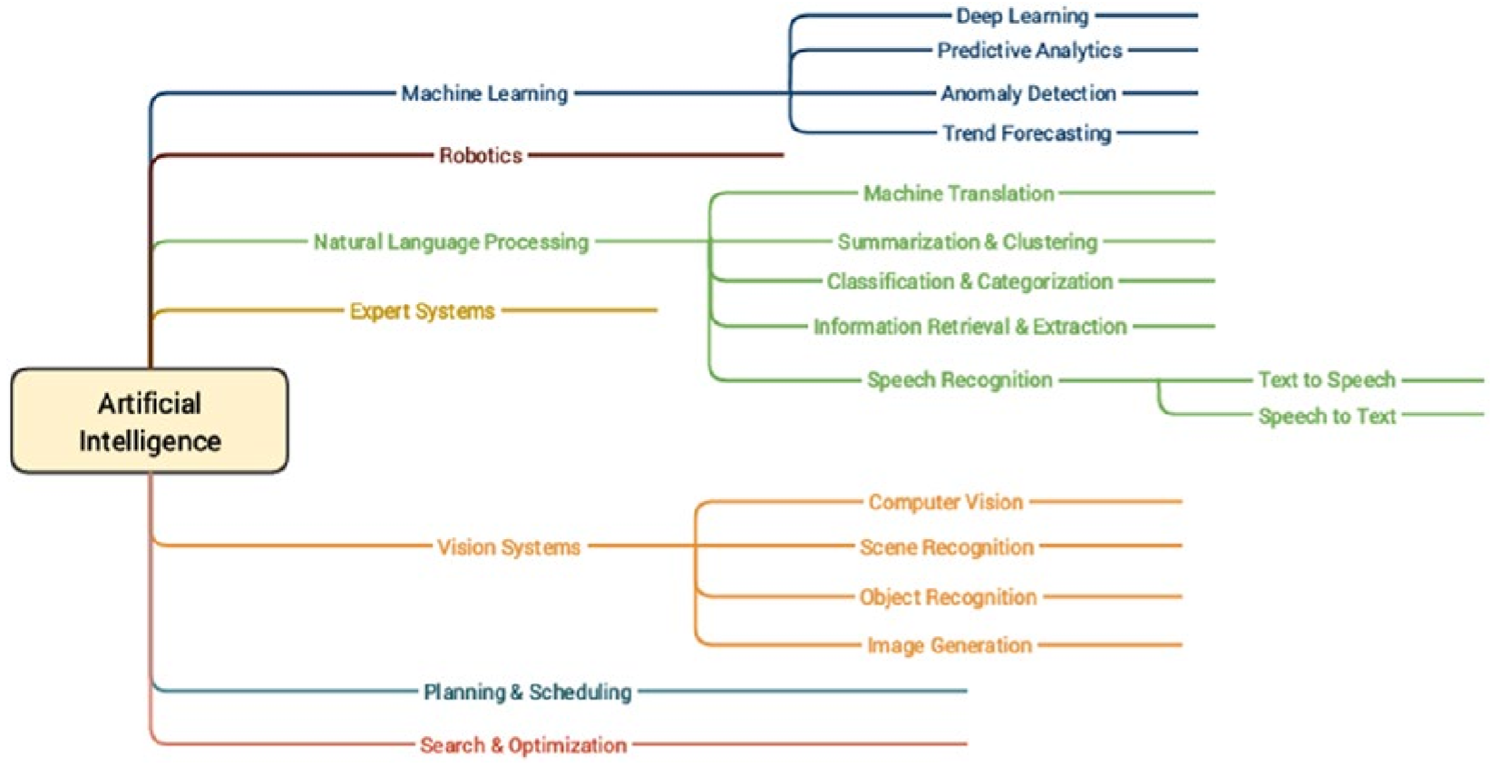 Deep Learning
Predictive Analytics
Machine Learning
Anomaly Detection
Trend Forecasting
Robotics
Machine Translation
Natural Language Processing
Summarization & Clustering
Classification & Categorization
Expert Systems
Information Retrieval & Extraction
Speech Recognition
Text to Speech
Speech to Text
Artificial
Intelligence
Computer Vision
Vision Systems
Scene Recognition
Object Recognition
Image Generation
Planning & Scheduling
Search & Optimization